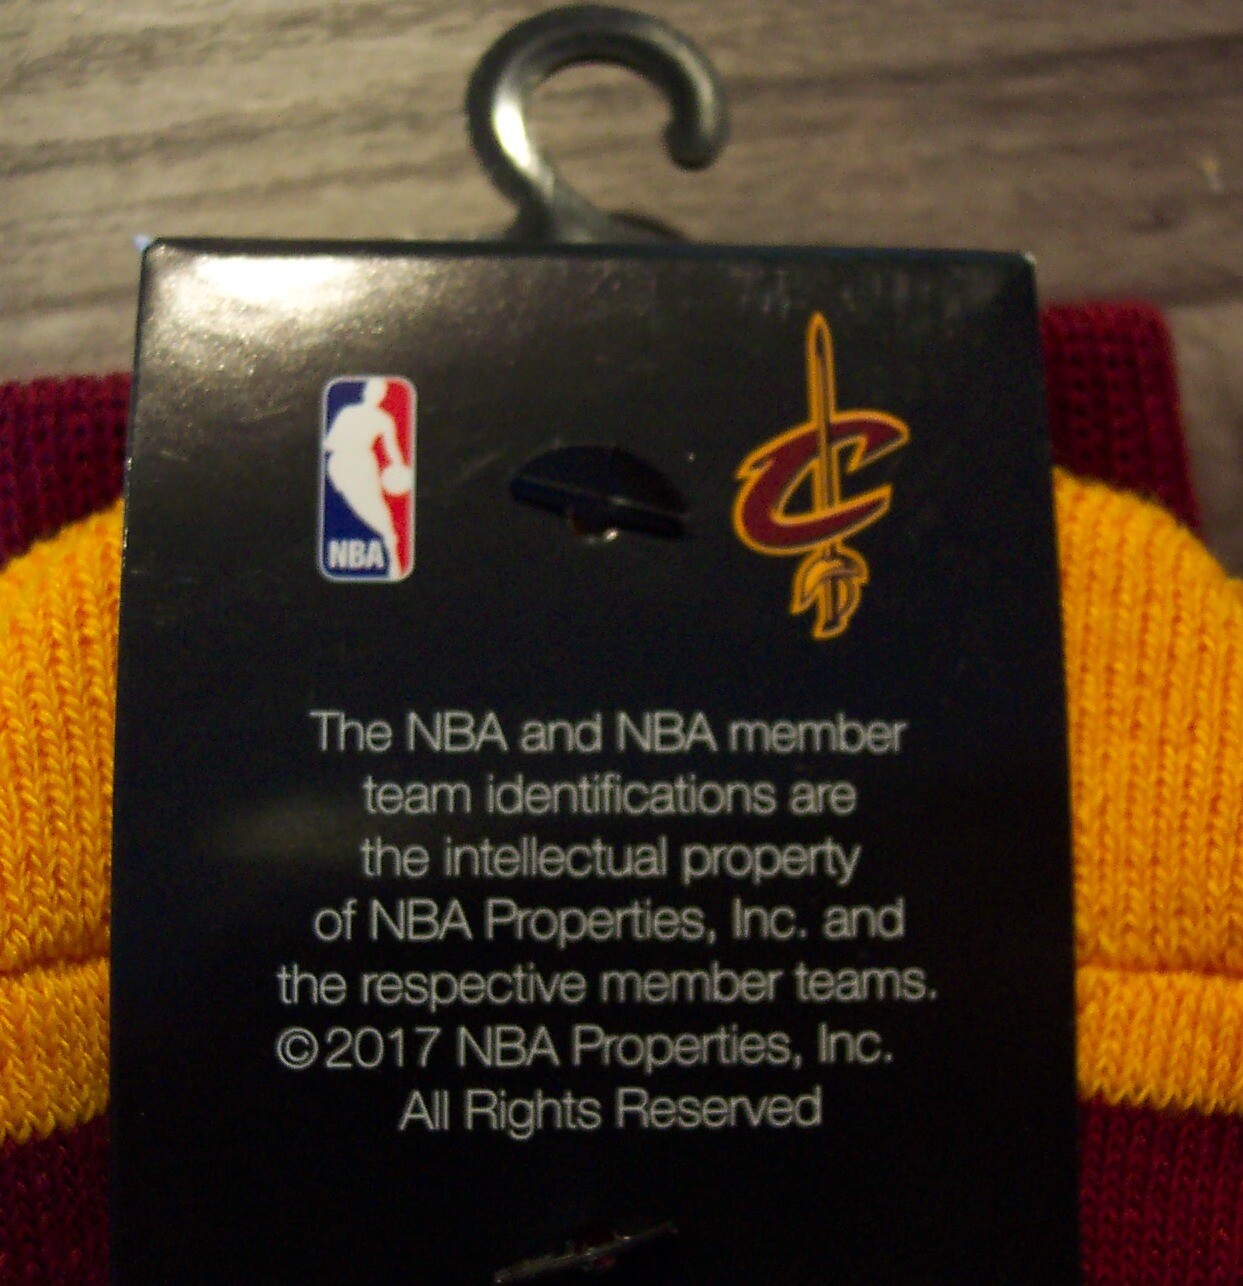 NBA
The NBA and NBA member
team identifications are
the intellectual property
of NBA Properties, Inc. and
the respective member teams.
©2017 NBA Properties, Inc.
All Rights Reserved